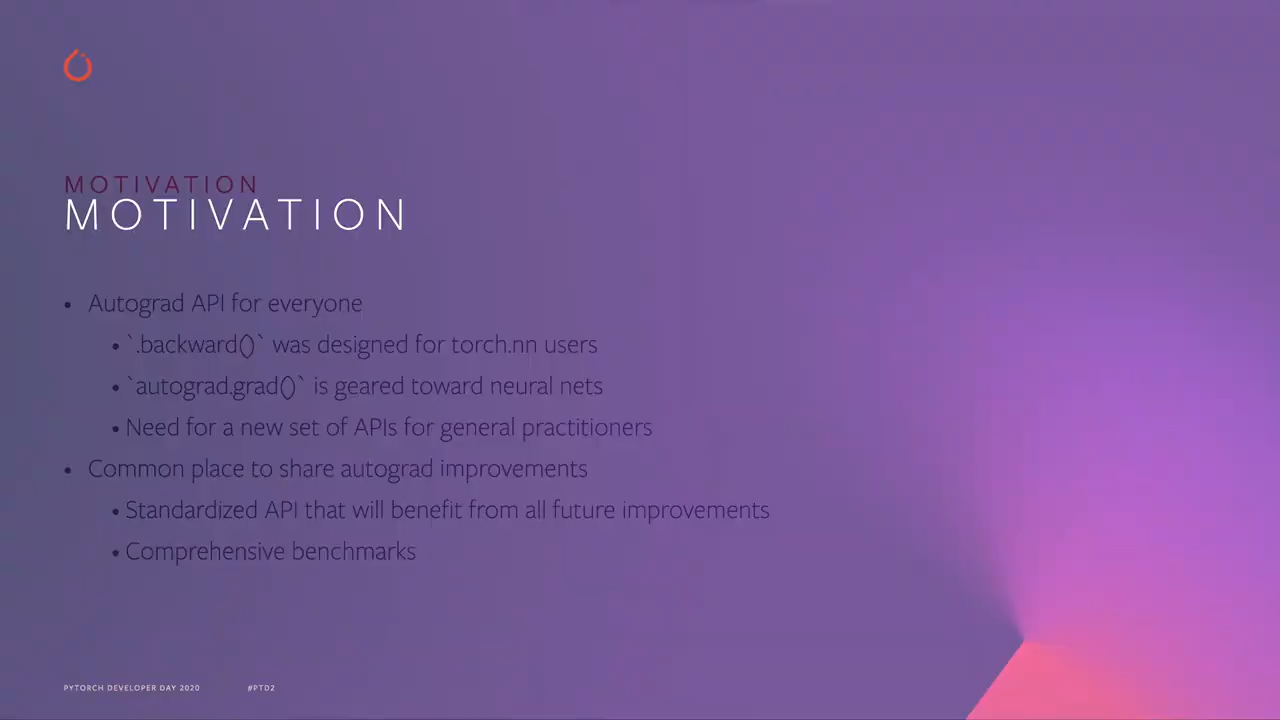 MOTIVATION
MOTIVATION
• Autograd API for everyone
• `.backward()` was designed for torch.nn users
• `autograd.grad()` is geared toward neural nets
• Need for a new set of APIs for general practitioners
• Common place to share autograd improvements
• Standardized API that will benefit from all future improvements
• Comprehensive benchmarks
PYTORCH DEVELOPER DAY 2020 #PTD2